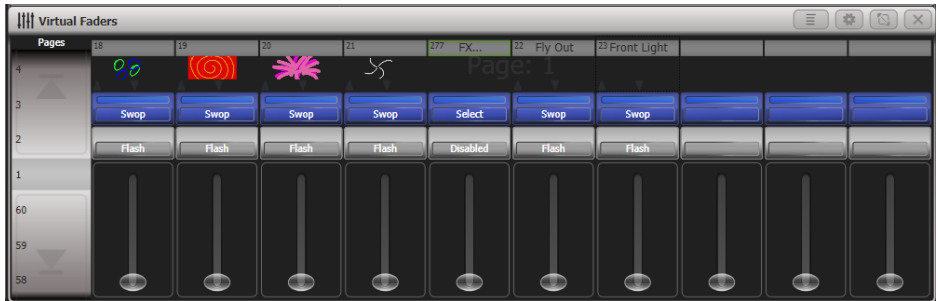 Virtual Faders
Pages
18 19 20 21 277 FX... 22 Fly Out 23 Front Light
Page: 1
4
3
Swop Swop Swop Swop Select Swop Swop
2
Flash Flash Flash Flash Disabled Flash Flash
1
60
59
58